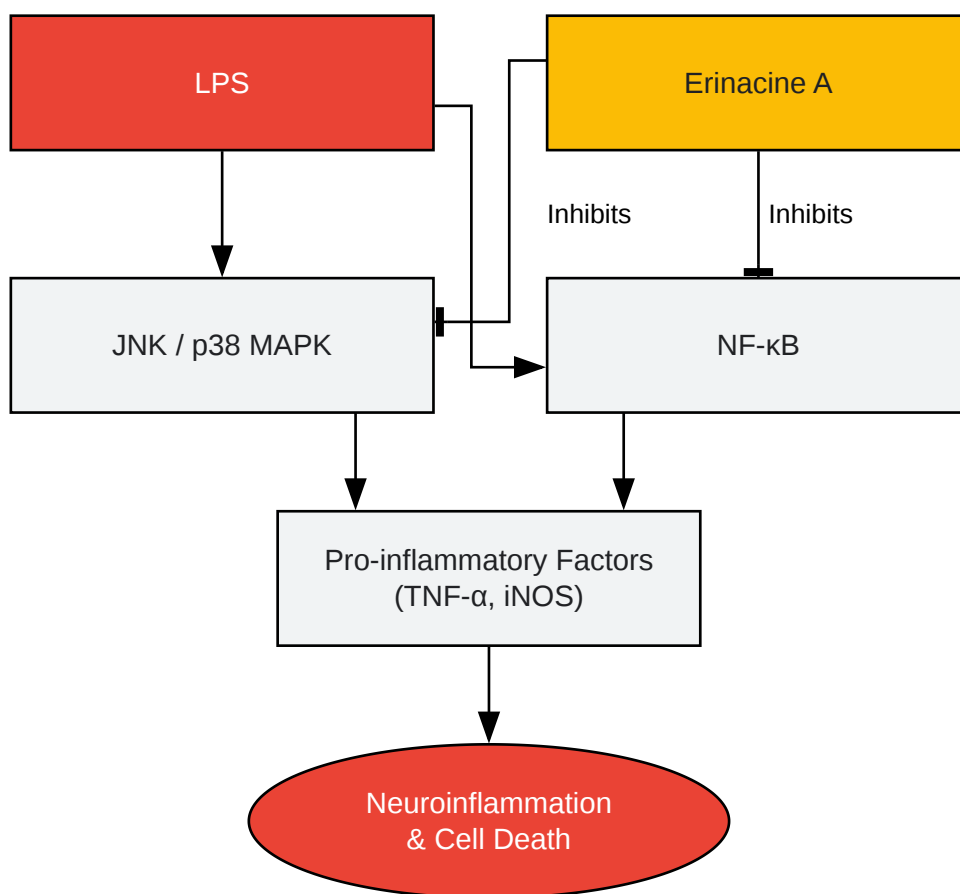 LPS
Erinacine A
Inhibits
Inhibits
JNK / p38 MAPK
NF-κB
Pro-inflammatory Factors
(TNF-α, iNOS)
Neuroinflammation
& Cell Death